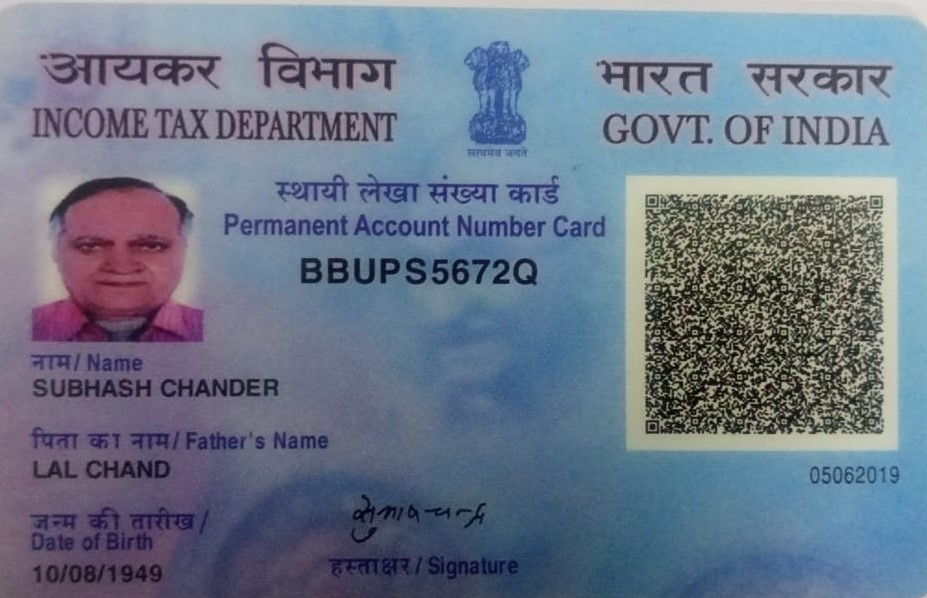 आयकर विभाग
INCOME TAX DEPARTMENT
सत्यमेव जयते
भारत सरकार
GOVT. OF INDIA
स्थायी लेखा संख्या कार्ड
Permanent Account Number Card
BBUPS5672Q
नाम / Name
SUBHASH CHANDER
पिता का नाम / Father's Name
LAL CHAND
05062019
जन्म की तारीख /
Date of Birth
10/08/1949
सुभाष चन्द्र
हस्ताक्षर / Signature